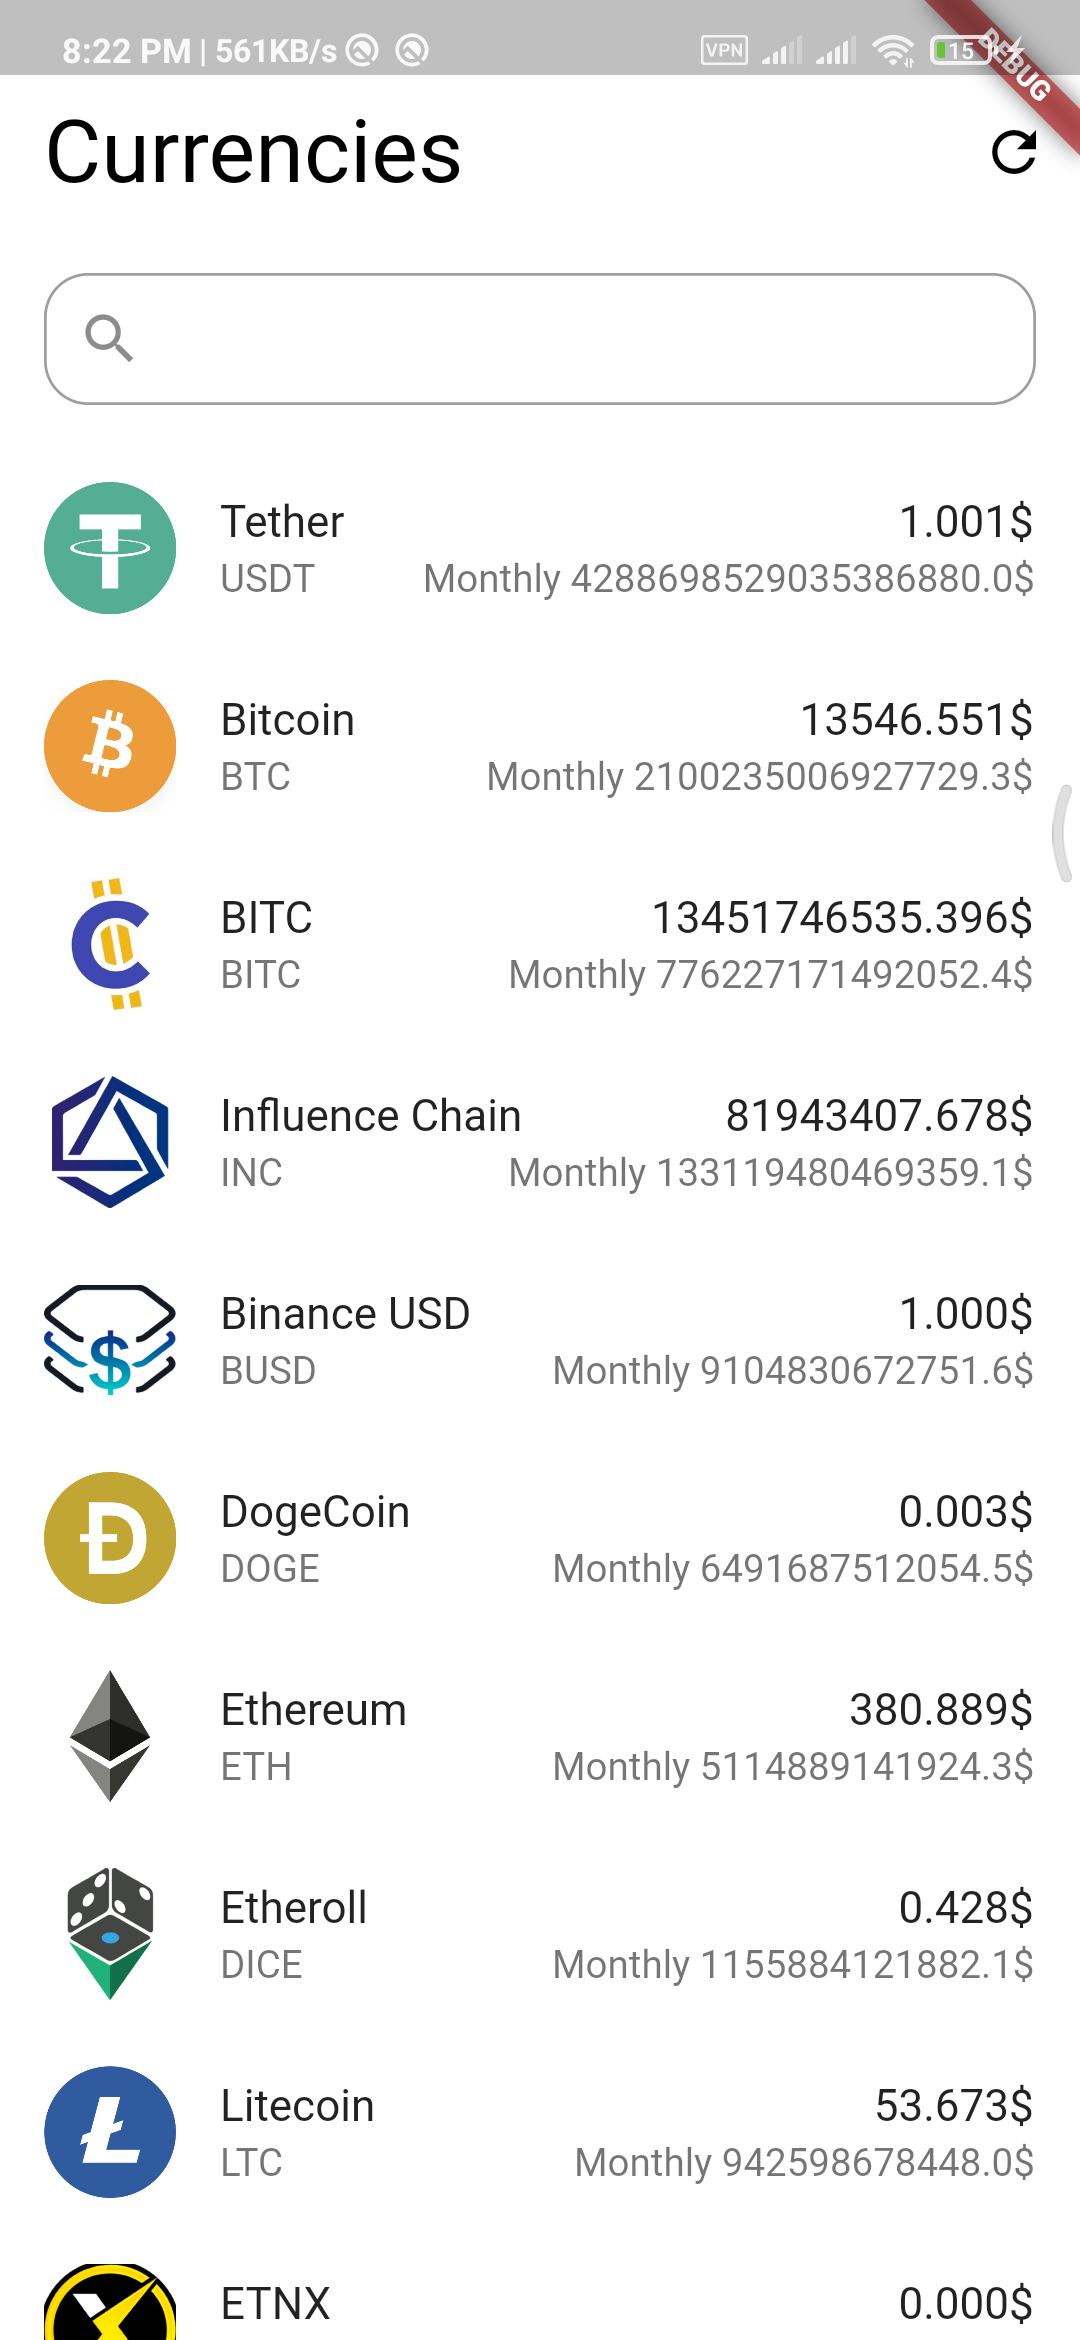 8:22 PM | 561KB/s
VPN
15
DEBUG
Currencies
Tether
1.001$
USDT
Monthly 4288698529035386880.0$
Bitcoin
13546.551$
BTC
Monthly 2100235006927729.3$
BITC
13451746535.396$
BITC
Monthly 776227171492052.4$
Influence Chain
81943407.678$
INC
Monthly 133119480469359.1$
Binance USD
1.000$
BUSD
Monthly 9104830672751.6$
DogeCoin
0.003$
DOGE
Monthly 6491687512054.5$
Ethereum
380.889$
ETH
Monthly 5114889141924.3$
Etheroll
0.428$
DICE
Monthly 1155884121882.1$
Litecoin
53.673$
LTC
Monthly 942598678448.0$
ETNX
0.000$